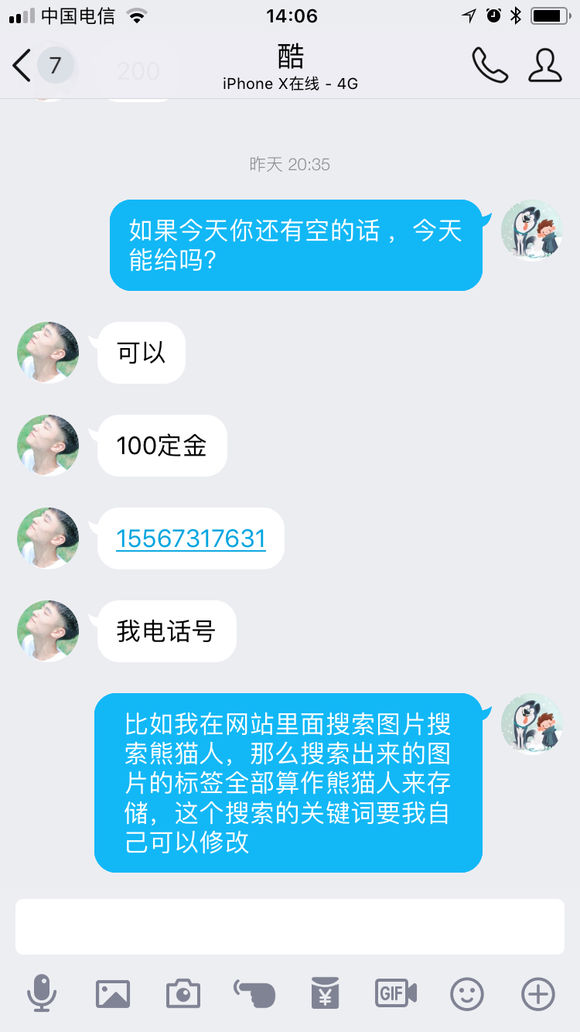 中国电信
14:06
7
酷
iPhone X在线 - 4G
200
昨天 20:35
如果今天你还有空的话，今天
能给吗？
可以
100定金
15567317631
我电话号
比如我在网站里面搜索图片搜
索熊猫人，那么搜索出来的图
片的标签全部算作熊猫人来存
储，这个搜索的关键词要我自
己可以修改
¥
GIF